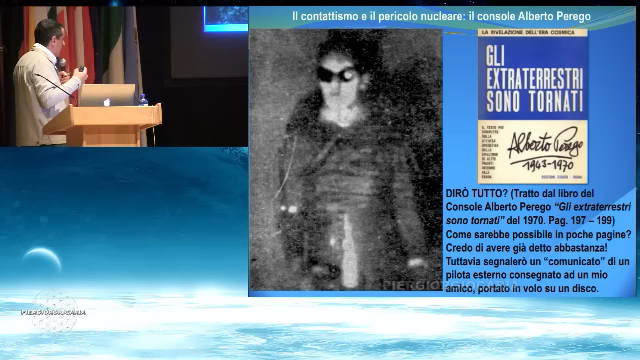 Il contattismo e il pericolo nucleare: il console Alberto Perego
LA RIVELAZIONE DELL'ERA COSMICA
GLI
EXTRATERRESTRI
SONO TORNATI
Alberto Perego
1943-1970
DIRÒ TUTTO? (Tratto dal libro del
Console Alberto Perego "Gli extraterrestri
sono tornati" del 1970. Pag. 197 – 199)
Come sarebbe possibile in poche pagine?
Credo di avere già detto abbastanza!
Tuttavia segnalerò un "comunicato" di un
pilota esterno consegnato ad un mio
amico, portato in volo su un disco.
PIERGIORGIO CARIA